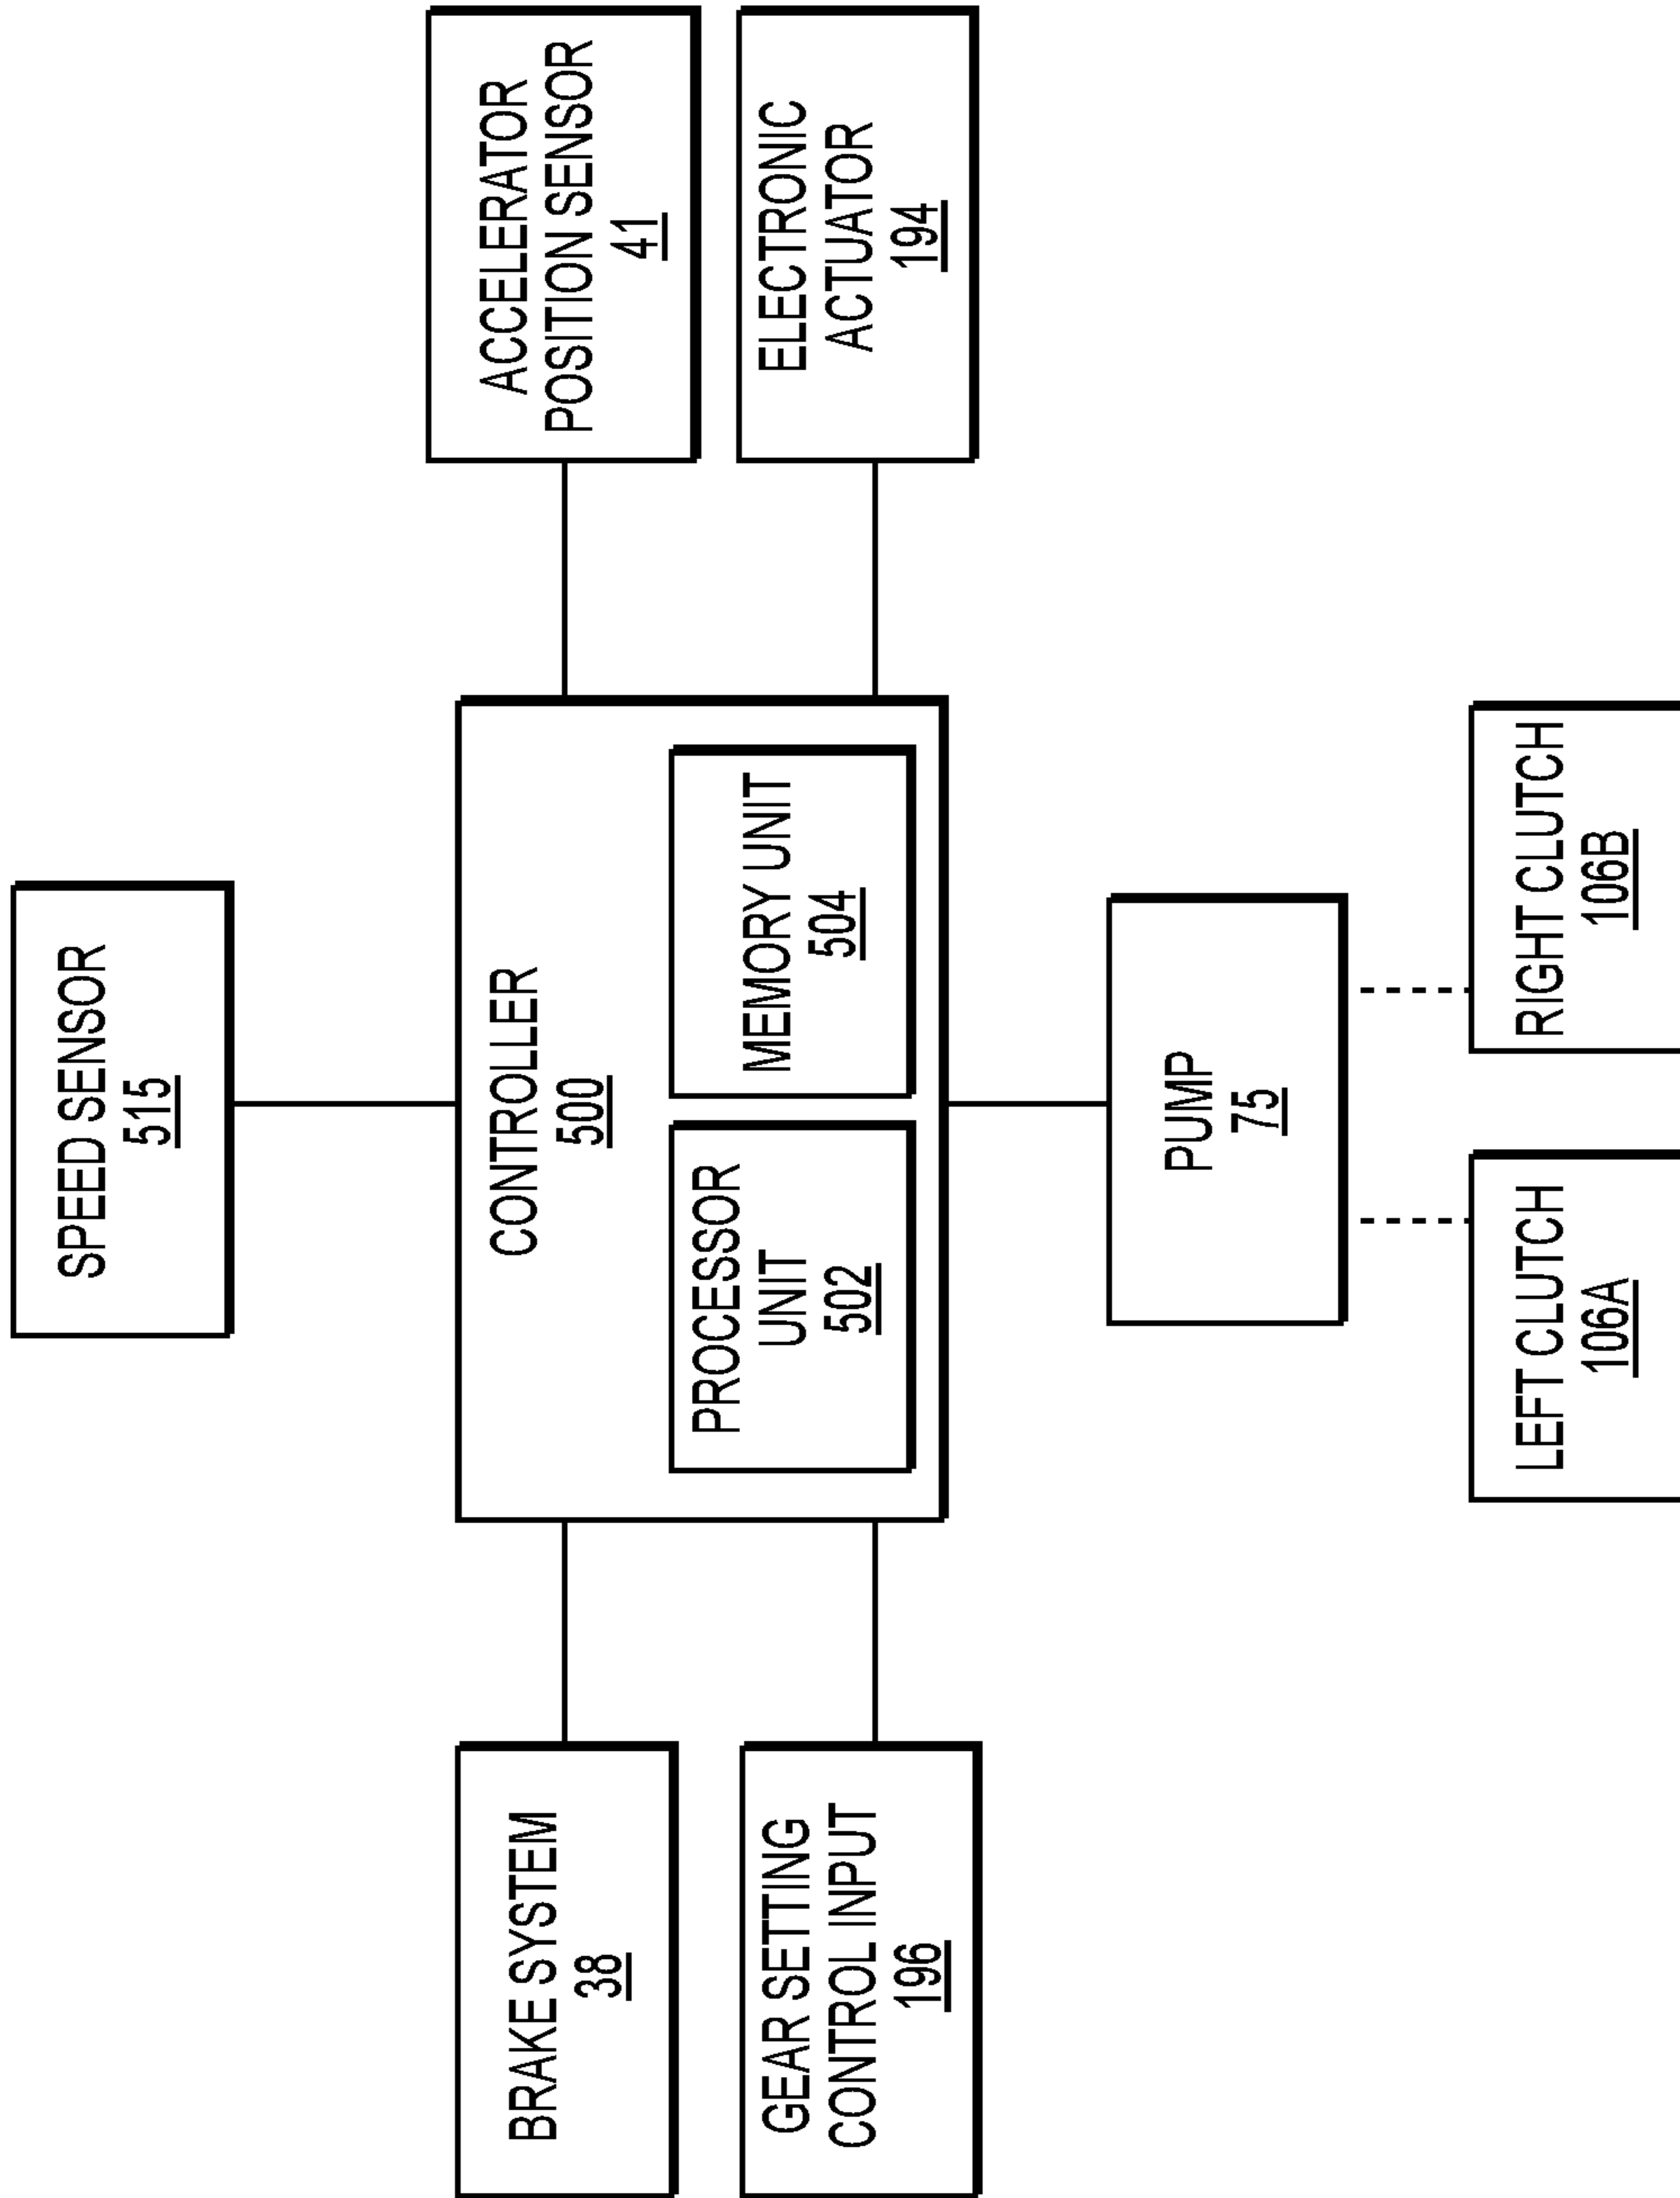 SPEED SENSOR
515
BRAKE SYSTEM
38
GEAR SETTING
CONTROL INPUT
196
CONTROLLER
500
PROCESSOR
UNIT
502
MEMORY UNIT
504
ACCELERATOR
POSITION SENSOR
41
ELECTRONIC
ACTUATOR
194
PUMP
75
LEFT CLUTCH
106A
RIGHT CLUTCH
106B